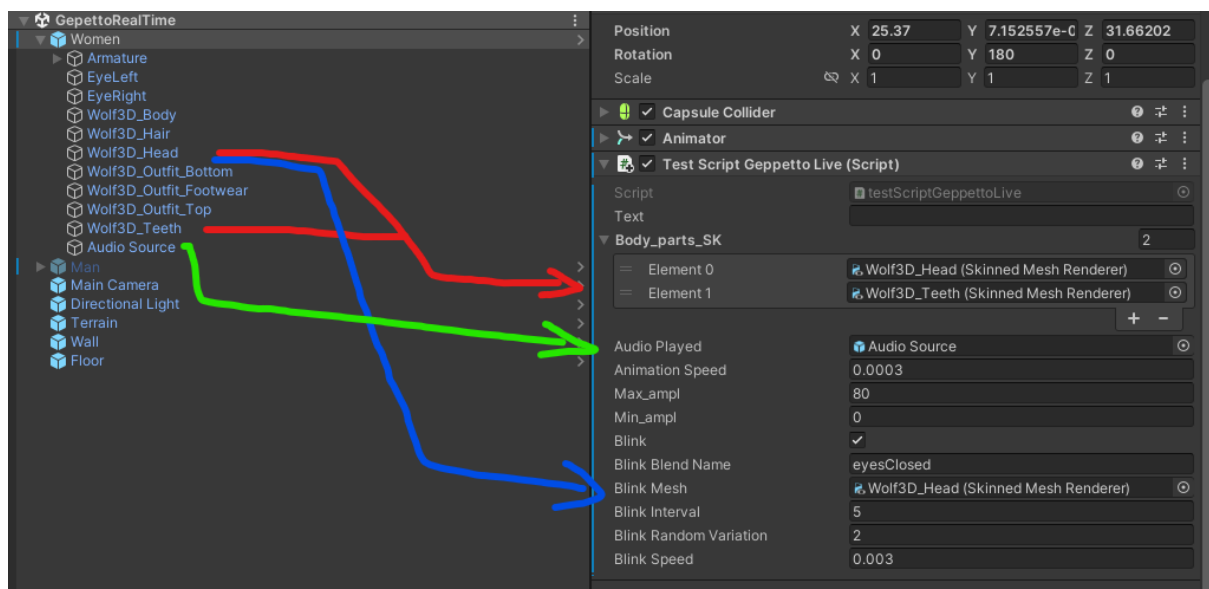 GepettoRealTime
Women
Armature
EyeLeft
EyeRight
Wolf3D_Body
Wolf3D_Hair
Wolf3D_Head
Wolf3D_Outfit_Bottom
Wolf3D_Outfit_Footwear
Wolf3D_Outfit_Top
Wolf3D_Teeth
Audio Source
Man
Main Camera
Directional Light
Terrain
Wall
Floor
Position X 25.37 Y 7.152557e-0 Z 31.66202
Rotation X 0 Y 180 Z 0
Scale X 1 Y 1 Z 1
Capsule Collider
Animator
Test Script Geppetto Live (Script)
Script testScriptGeppettoLive
Text
Body_parts_SK 2
Element 0 Wolf3D_Head (Skinned Mesh Renderer)
Element 1 Wolf3D_Teeth (Skinned Mesh Renderer)
+ −
Audio Played Audio Source
Animation Speed 0.0003
Max_ampl 80
Min_ampl 0
Blink
Blink Blend Name eyesClosed
Blink Mesh Wolf3D_Head (Skinned Mesh Renderer)
Blink Interval 5
Blink Random Variation 2
Blink Speed 0.003